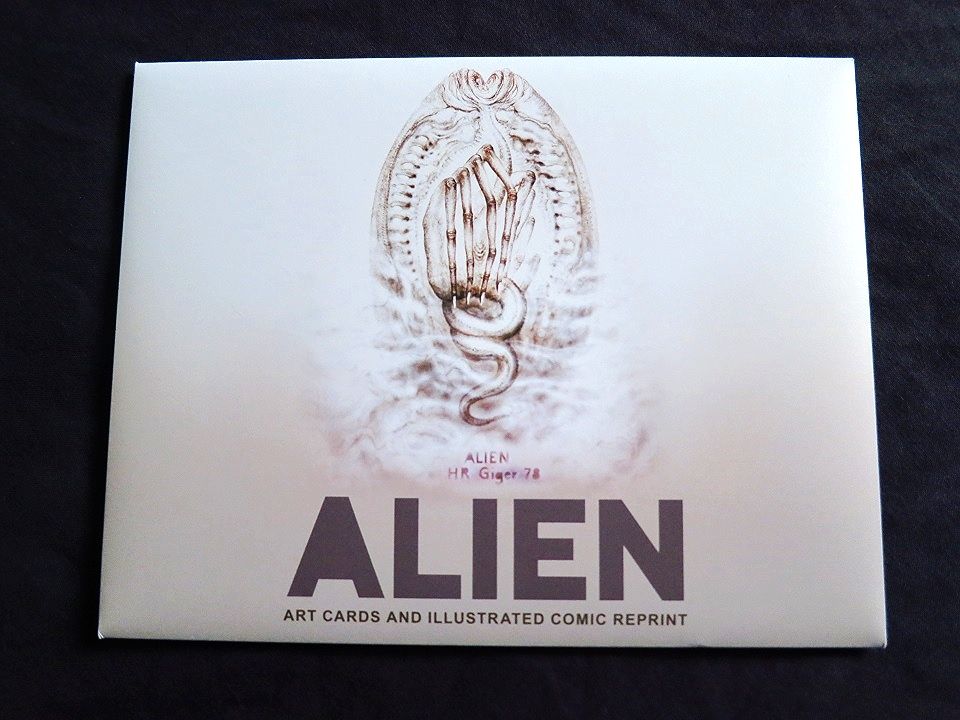 ALIEN
HR Giger 78
ALIEN
ART CARDS AND ILLUSTRATED COMIC REPRINT